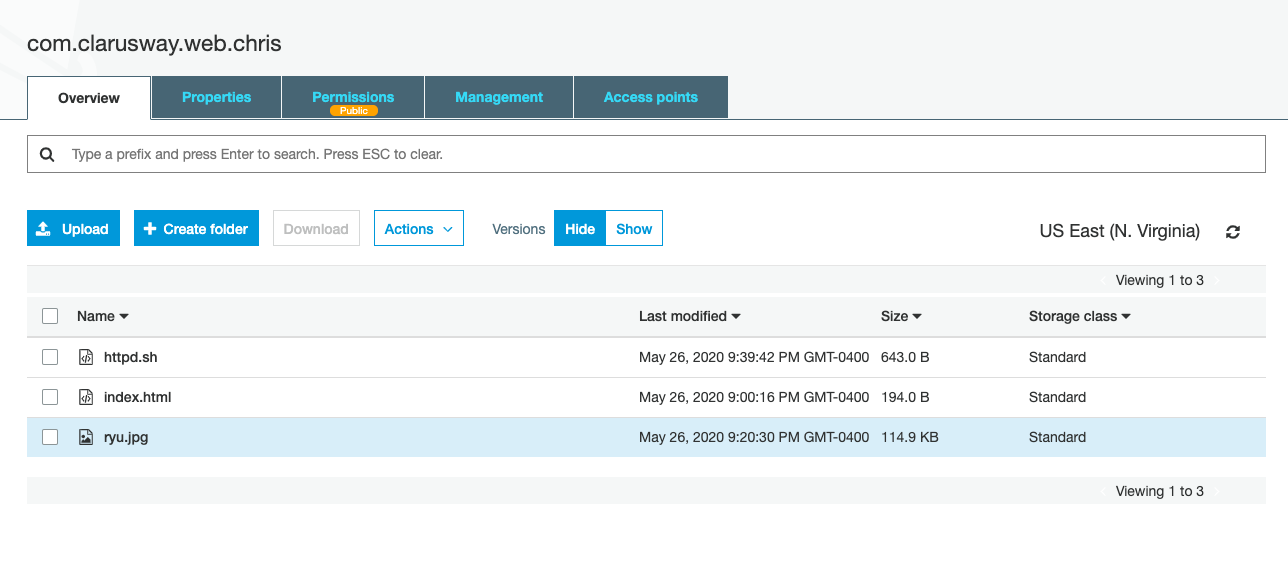 com.clarusway.web.chris
Overview Properties Permissions Management Access points
Public
Type a prefix and press Enter to search. Press ESC to clear.
Upload Create folder Download Actions Versions Hide Show US East (N. Virginia)
Viewing 1 to 3
Name Last modified Size Storage class
httpd.sh May 26, 2020 9:39:42 PM GMT-0400 643.0 B Standard
index.html May 26, 2020 9:00:16 PM GMT-0400 194.0 B Standard
ryu.jpg May 26, 2020 9:20:30 PM GMT-0400 114.9 KB Standard
Viewing 1 to 3